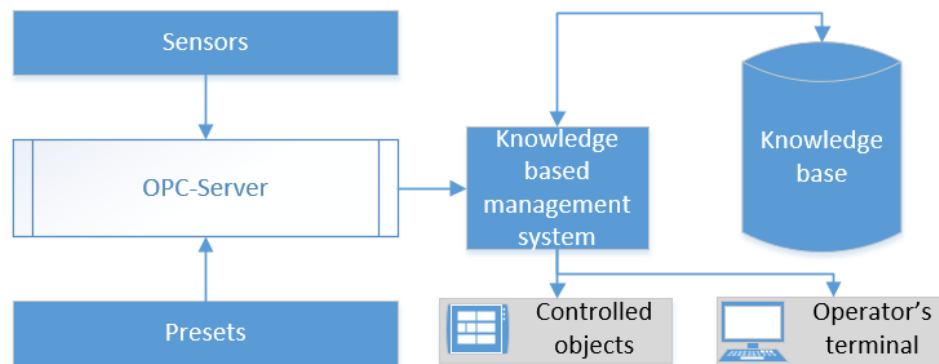 Sensors
OPC-Server
Presets
Knowledge
based
management
system
Knowledge
base
Controlled
objects
Operator's
terminal